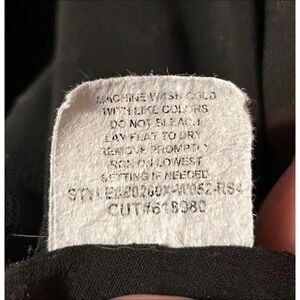 MACHINE WASH COLD
WITH LIKE COLORS
DO NOT BLEACH
LAY FLAT TO DRY
REMOVE PROMPTLY
IRON ON LOWEST
SETTING IF NEEDED
CUT#618980